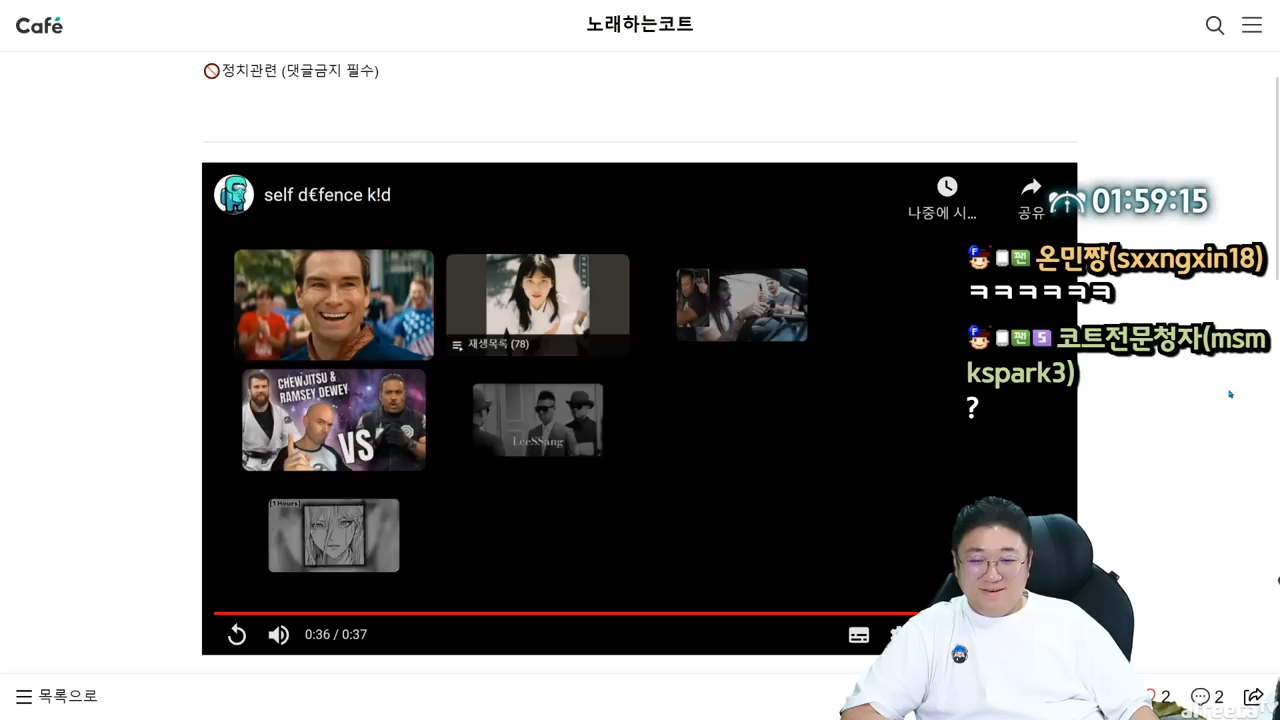 Café
노래하는코트
정치관련 (댓글금지 필수)
self d€fence k!d
나중에 시...
공유
01:59:15
온민짱(sxxngxin18)
ㅋㅋㅋㅋㅋㅋ
코트전문청자(msm
kspark3)
?
재생목록 (78)
CHEWJITSU &
RAMSEY DEWEY
VS
LeeSSang
[1 Hours]
0:36 / 0:37
목록으로
2
2
afreecaTV